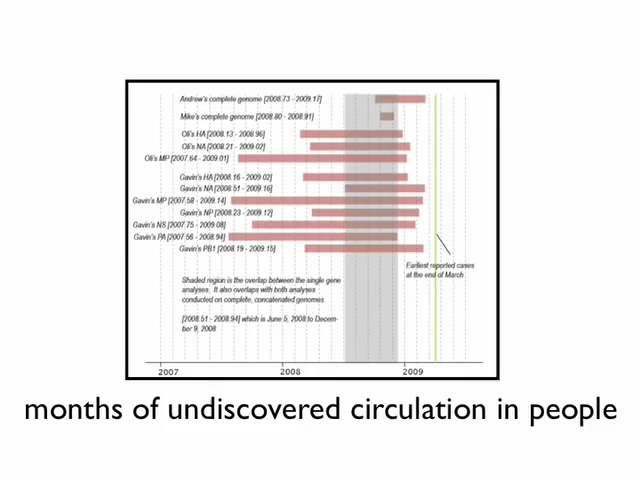 Andrew's complete genome [2008.73 - 2009.17]
Mike's complete genome [2008.80 - 2008.91]
Oli's HA [2008.13 - 2008.96]
Oli's NA [2008.21 - 2009.02]
Oli's MP [2007.64 - 2009.01]
Gavin's HA [2008.16 - 2009.02]
Gavin's NA [2008.51 - 2009.16]
Gavin's MP [2007.58 - 2009.14]
Gavin's NP [2008.23 - 2009.12]
Gavin's NS [2007.75 - 2009.08]
Gavin's PA [2007.56 - 2008.94]
Gavin's PB1 [2008.19 - 2009.15]
Earliest reported cases
at the end of March
Shaded region is the overlap between the single gene
analyses. It also overlaps with both analyses
conducted on complete, concatenated genomes.
[2008.51 - 2008.94] which is June 5, 2008 to Decem-
ber 9, 2008
2007 2008 2009
months of undiscovered circulation in people